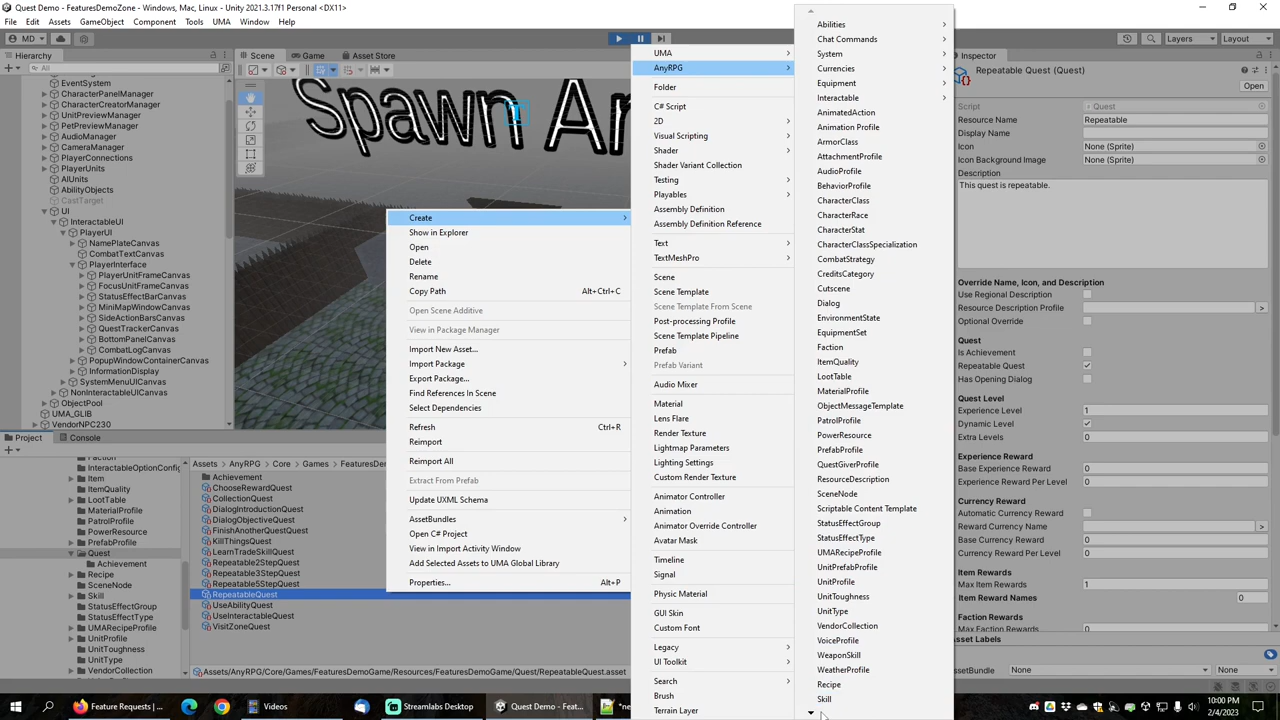 Quest Demo - FeaturesDemoZone - Windows, Mac, Linux - Unity 2021.3.17f1 Personal <DX11>
File Edit Assets GameObject Component Tools UMA Window Help
MD
Layers
Layout
Hierarchy
All
EventSystem
CharacterPanelManager
CharacterCreatorManager
UnitPreviewManager
PetPreviewManager
AudioManager
CameraManager
PlayerConnections
PlayerUnits
AIUnits
AbilityObjects
CastTarget
UI
InteractableUI
PlayerUI
NamePlateCanvas
CombatTextCanvas
PlayerInterface
PlayerUnitFrameCanvas
FocusUnitFrameCanvas
StatusEffectBarCanvas
MiniMapWindowCanvas
SideActionBarsCanvas
QuestTrackerCanvas
BottomPanelCanvas
CombatLogCanvas
PopupWindowContainerCanvas
InformationDisplay
SystemMenuUICanvas
NonInteractableUICanvas
ObjectPool
UMA_GLIB
VendorNPC230
Scene Game Asset Store
Spawn An
Project Console
InteractableOptionConfig
Item
ItemQuality
LootTable
MaterialProfile
PatrolProfile
PowerResource
PrefabProfile
Quest
Achievement
Recipe
SceneNode
Skill
StatusEffectGroup
StatusEffectType
UMARecipeProfile
UnitProfile
UnitToughness
UnitType
VendorCollection
Assets > AnyRPG > Core > Games > FeaturesDem
Achievement
ChooseRewardQuest
CollectionQuest
DialogIntroductionQuest
DialogObjectiveQuest
FinishAnotherQuestQuest
KillThingsQuest
LearnTradeSkillQuest
Repeatable2StepQuest
Repeatable3StepQuest
Repeatable5StepQuest
RepeatableQuest
UseAbilityQuest
UseInteractableQuest
VisitZoneQuest
Assets/AnyRPG/Core/Games/FeaturesDemoGame/Resources/FeaturesDemoGame/Quest/RepeatableQuest.asset
Create
Show in Explorer
Open
Delete
Rename
Copy Path Alt+Ctrl+C
Open Scene Additive
View in Package Manager
Import New Asset...
Import Package
Export Package...
Find References In Scene
Select Dependencies
Refresh Ctrl+R
Reimport
Reimport All
Extract From Prefab
Update UXML Schema
AssetBundles
Open C# Project
View in Import Activity Window
Add Selected Assets to UMA Global Library
Properties... Alt+P
UMA
AnyRPG
Folder
C# Script
2D
Visual Scripting
Shader
Shader Variant Collection
Testing
Playables
Assembly Definition
Assembly Definition Reference
Text
TextMeshPro
Scene
Scene Template
Scene Template From Scene
Post-processing Profile
Scene Template Pipeline
Prefab
Prefab Variant
Audio Mixer
Material
Lens Flare
Render Texture
Lightmap Parameters
Lighting Settings
Custom Render Texture
Animator Controller
Animation
Animator Override Controller
Avatar Mask
Timeline
Signal
Physic Material
GUI Skin
Custom Font
Legacy
UI Toolkit
Search
Brush
Terrain Layer
Abilities
Chat Commands
System
Currencies
Equipment
Interactable
AnimatedAction
Animation Profile
ArmorClass
AttachmentProfile
AudioProfile
BehaviorProfile
CharacterClass
CharacterRace
CharacterStat
CharacterClassSpecialization
CombatStrategy
CreditsCategory
Cutscene
Dialog
EnvironmentState
EquipmentSet
Faction
ItemQuality
LootTable
MaterialProfile
ObjectMessageTemplate
PatrolProfile
PowerResource
PrefabProfile
QuestGiverProfile
ResourceDescription
SceneNode
Scriptable Content Template
StatusEffectGroup
StatusEffectType
UMARecipeProfile
UnitPrefabProfile
UnitProfile
UnitToughness
UnitType
VendorCollection
VoiceProfile
WeaponSkill
WeatherProfile
Recipe
Skill
Inspector
Repeatable Quest (Quest)
Open
Script Quest
Resource Name Repeatable
Display Name
Icon None (Sprite)
Icon Background Image None (Sprite)
Description
This quest is repeatable.
Override Name, Icon, and Description
Use Regional Description
Resource Description Profile >
Optional Override
Quest
Is Achievement
Repeatable Quest
Has Opening Dialog
Quest Level
Experience Level 1
Dynamic Level
Extra Levels 0
Experience Reward
Base Experience Reward 0
Experience Reward Per Level 0
Currency Reward
Automatic Currency Reward
Reward Currency Name >
Base Currency Reward 0
Currency Reward Per Level 0
Item Rewards
Max Item Rewards 1
Item Reward Names 0
Faction Rewards
Max Faction Rewards 0
Asset Labels
AssetBundle None None
Feature Requests |...
Videos
Streamlabs Desktop
Quest Demo - Feat...
*ne
10:00 PM
2/4/2023